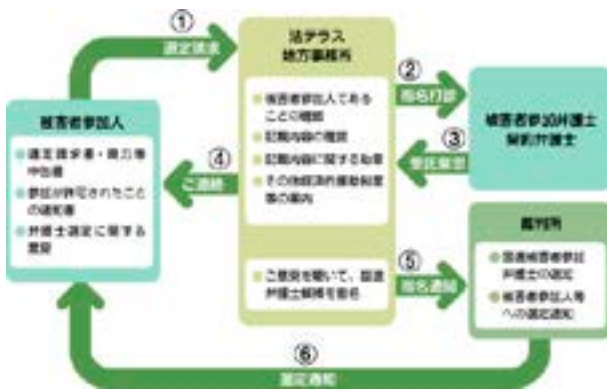 ①
選定請求
法テラス
地方事務所
被害者参加人である
ことの確認
記載内容の確認
記載内容に関する助言
その他経済的援助制度
等の案内
②
指名打診
被害者参加弁護士
契約弁護士
③
被害者参加人
選定請求書・資力等
申告書
参加が許可されたこと
の通知書
弁護士選定に関する
意見
④
ご連絡
裁判所
国選被害者参加
弁護士の選定
被害者参加人等
への選定通知
ご意見を聴いて、国選
弁護士候補を指名
⑤
指名通知
⑥
選定通知